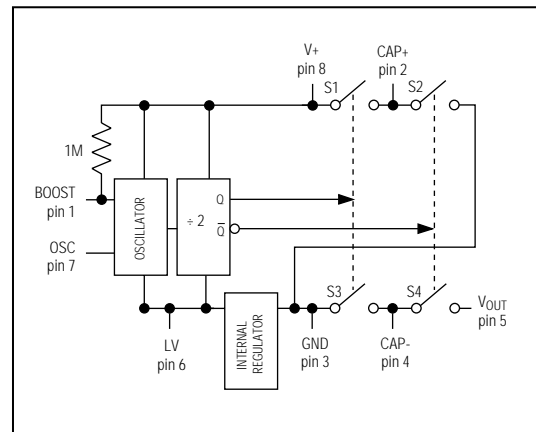 V+
pin 8
CAP+
pin 2
S1
S2
1M
BOOST
pin 1
OSCILLATOR
÷ 2
Q
Q̅
OSC
pin 7
S3
S4
VOUT
pin 5
LV
pin 6
INTERNAL
REGULATOR
GND
pin 3
CAP-
pin 4